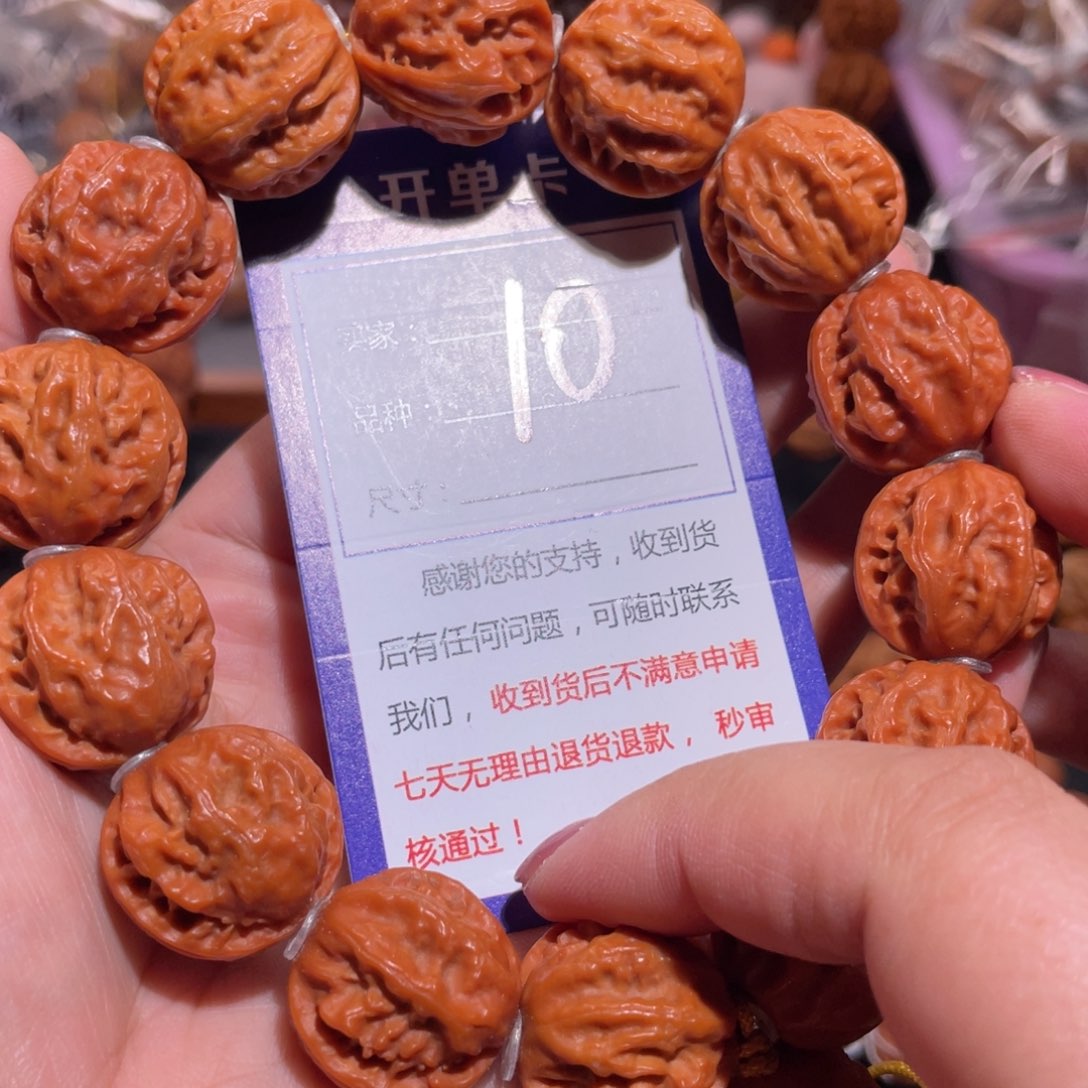 开单卡
10
买家：
品种：
尺寸：
感谢您的支持，收到货
后有任何问题，可随时联系
我们，收到货后不满意申请
七天无理由退货退款，秒审
核通过！